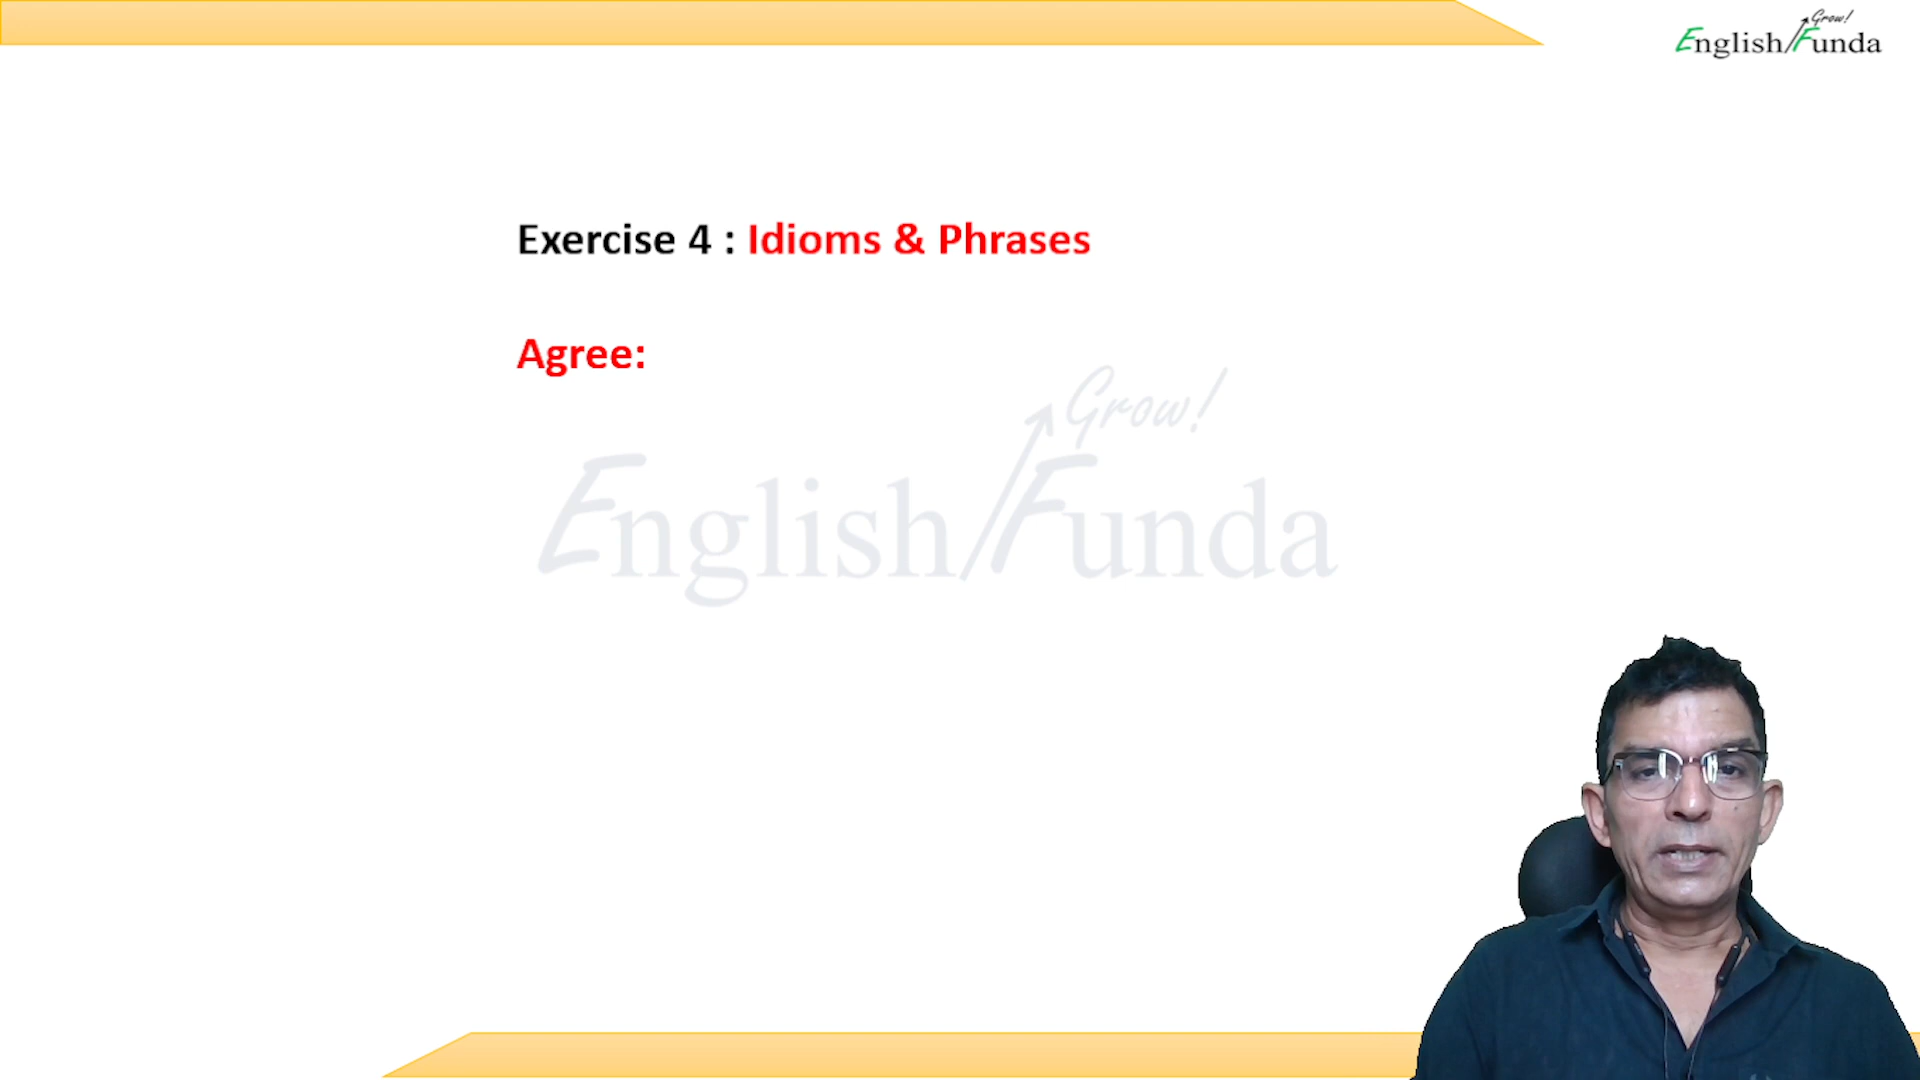 Grow!
English Funda
Exercise 4 : Idioms & Phrases
Agree:
Grow!
English Funda